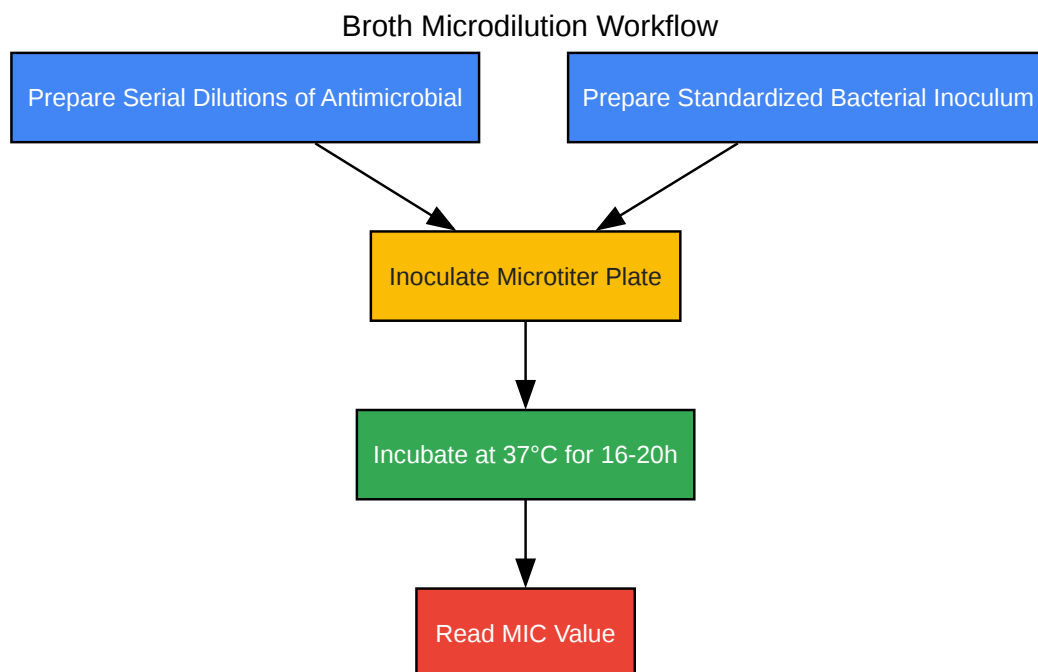 Broth Microdilution Workflow
Prepare Serial Dilutions of Antimicrobial
Prepare Standardized Bacterial Inoculum
Inoculate Microtiter Plate
Incubate at 37°C for 16-20h
Read MIC Value